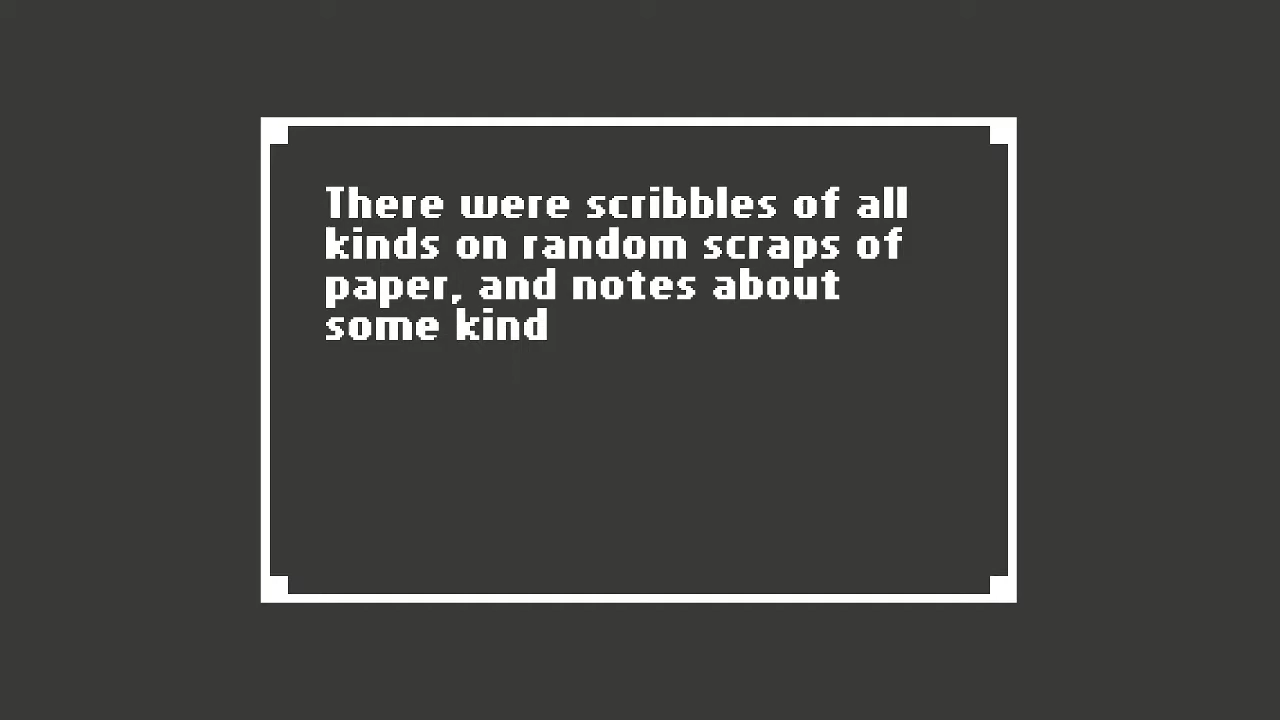 There were scribbles of all
kinds on random scraps of
paper, and notes about
some kind